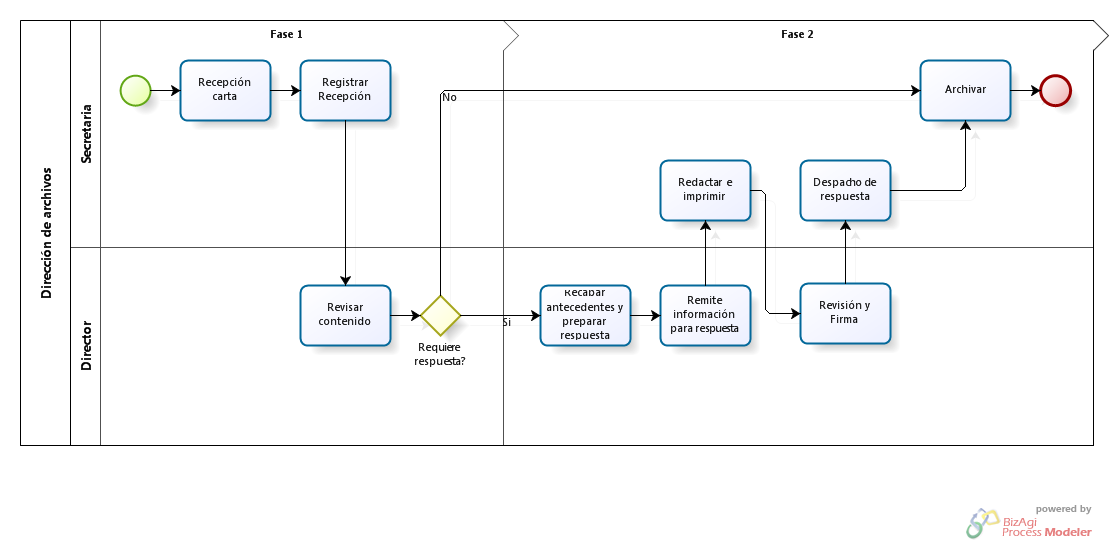 Fase 1
Fase 2
Dirección de archivos
Secretaria
Director
Recepción
carta
Registrar
Recepción
No
Archivar
Redactar e
imprimir
Despacho de
respuesta
Revisar
contenido
Requiere
respuesta?
Si
Recabar
antecedentes y
preparar
respuesta
Remite
información
para respuesta
Revisión y
Firma
powered by
BizAgi
Process Modeler